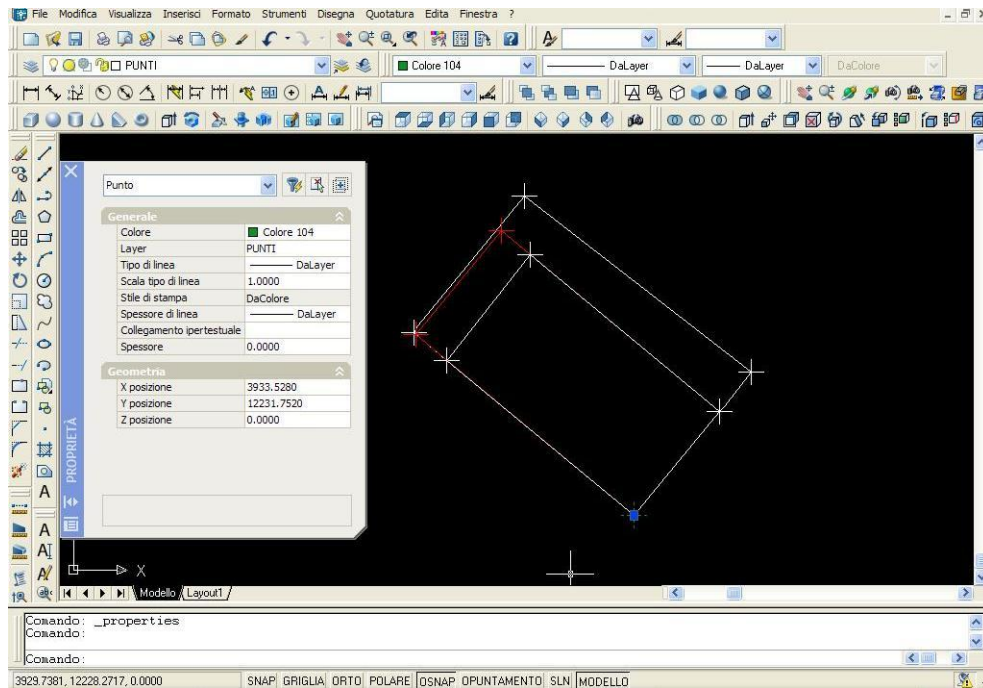 File Modifica Visualizza Inserisci Formato Strumenti Disegna Quotatura Edita Finestra ?
PUNTI
Colore 104
DaLayer
DaLayer
DaColore
Punto
Generale
Colore Colore 104
Layer PUNTI
Tipo di linea DaLayer
Scala tipo di linea 1.0000
Stile di stampa DaColore
Spessore di linea DaLayer
Collegamento ipertestuale
Spessore 0.0000
Geometria
X posizione 3933.5280
Y posizione 12231.7520
Z posizione 0.0000
PROPRIETÀ
X
Modello Layout1
Comando: _properties
Comando:
Comando:
3929.7381, 12228.2717, 0.0000 SNAP GRIGLIA ORTO POLARE OSNAP OPUNTAMENTO SLN MODELLO